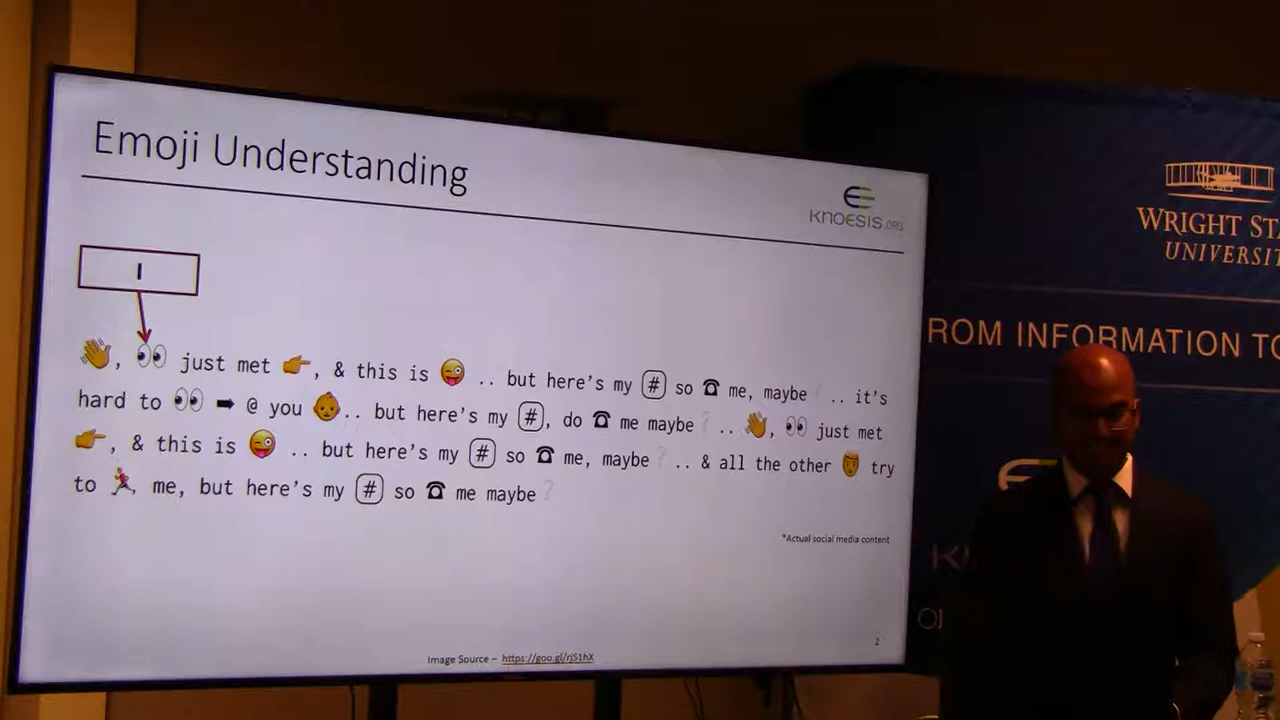 Emoji Understanding
KNOESIS.ORG
I
👋, 👀 just met 👉, & this is 😜 .. but here's my #️⃣ so ☎ me, maybe❔ .. it's
hard to 👀 ➡ @ you 👶.. but here's my #️⃣, do ☎ me maybe❔ .. 👋, 👀 just met
👉, & this is 😜 .. but here's my #️⃣ so ☎ me, maybe❔ .. & all the other 👨 try
to 🏃 me, but here's my #️⃣ so ☎ me maybe❔
*Actual social media content
2
Image Source – https://goo.gl/rjS1hX
WRIGHT STA
UNIVERSIT
ROM INFORMATION TO